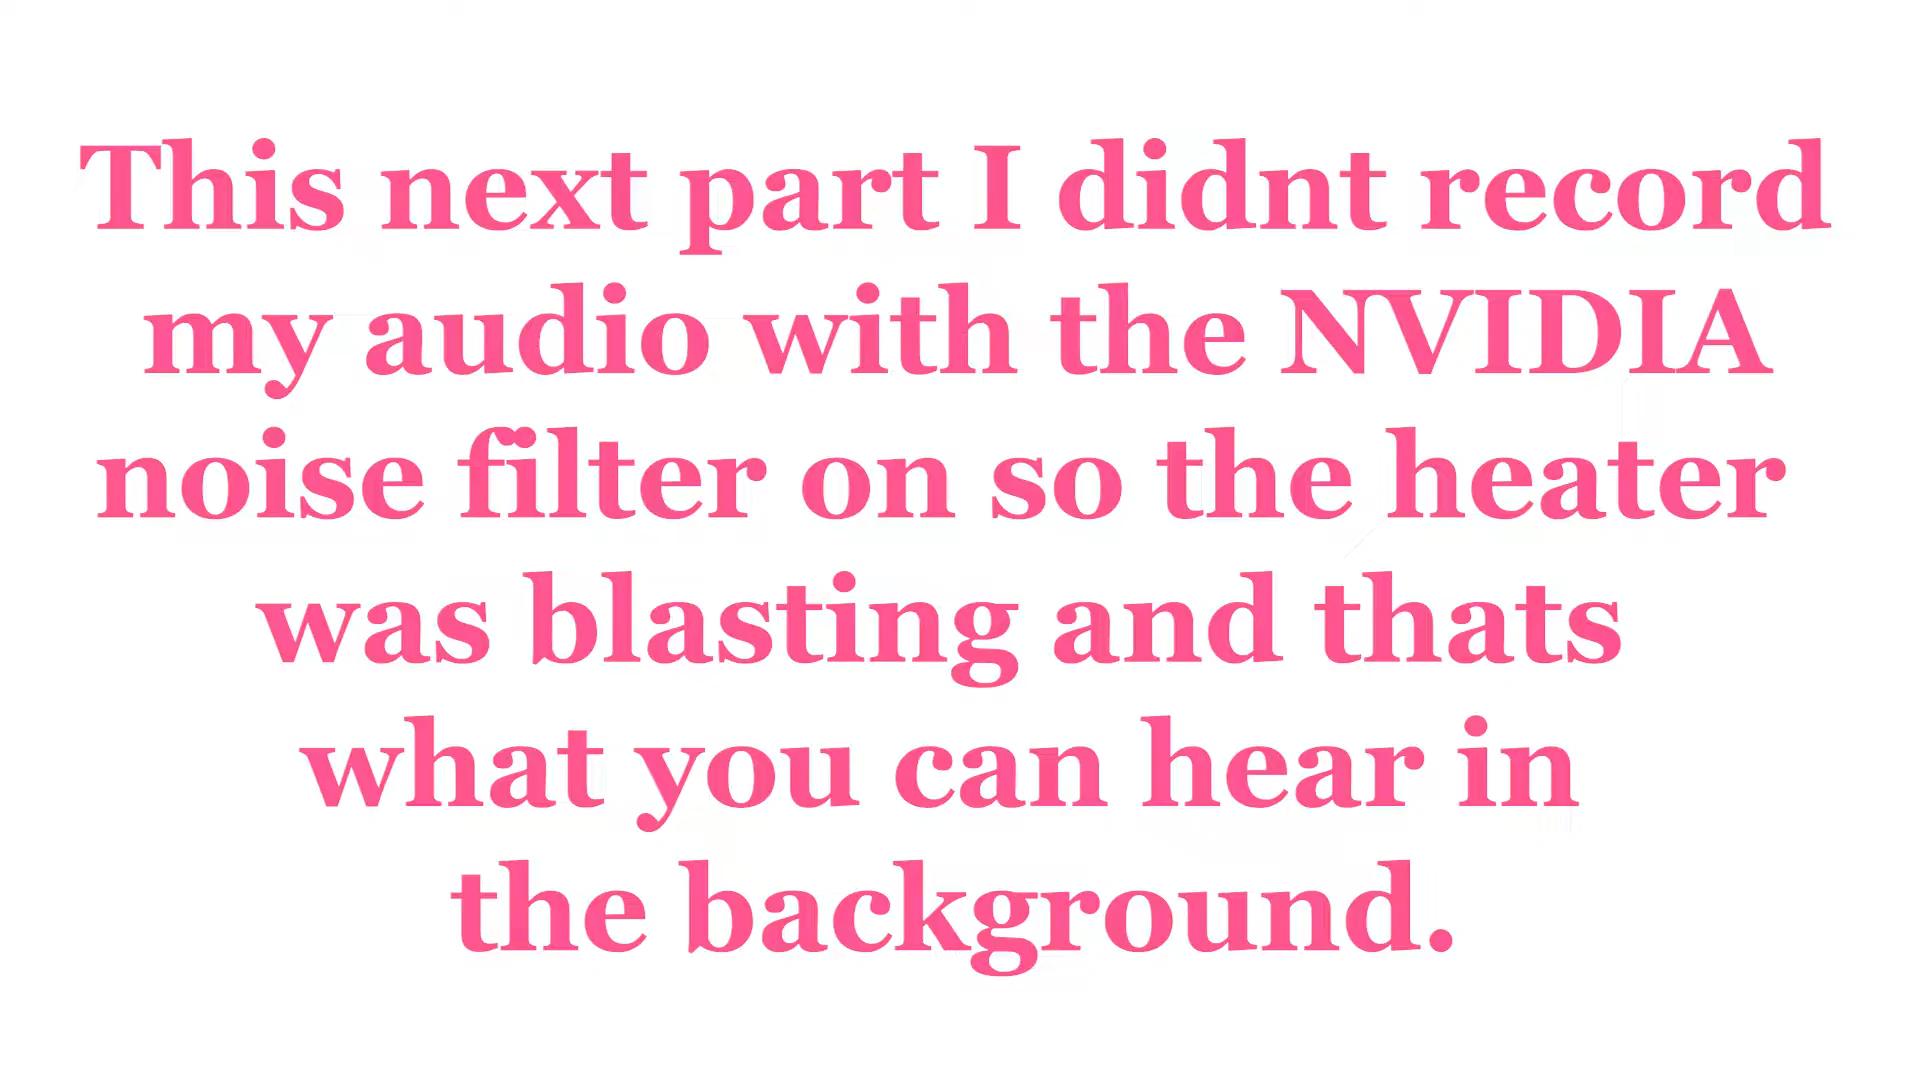 This next part I didnt record
my audio with the NVIDIA
noise filter on so the heater
was blasting and thats
what you can hear in
the background.